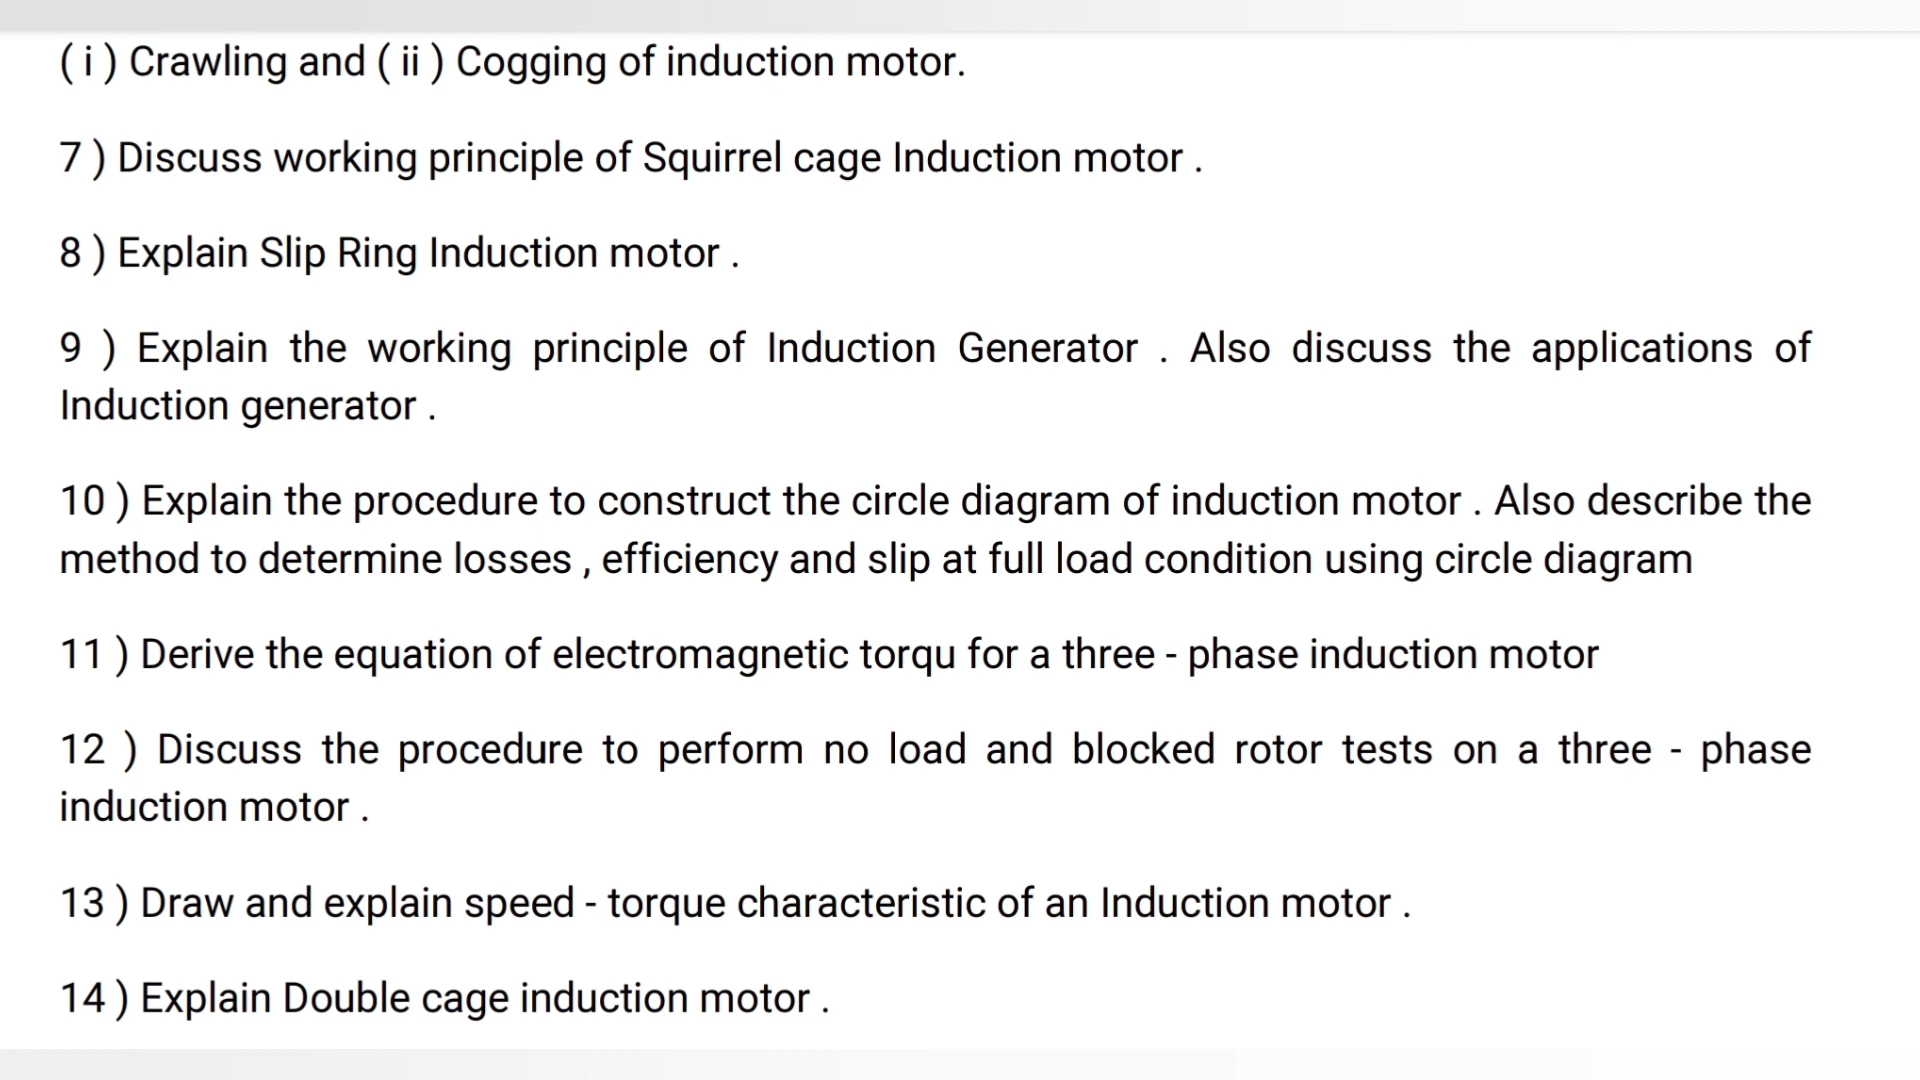 ( i ) Crawling and ( ii ) Cogging of induction motor.
7 ) Discuss working principle of Squirrel cage Induction motor .
8 ) Explain Slip Ring Induction motor .
9 ) Explain the working principle of Induction Generator . Also discuss the applications of
Induction generator .
10 ) Explain the procedure to construct the circle diagram of induction motor . Also describe the
method to determine losses , efficiency and slip at full load condition using circle diagram
11 ) Derive the equation of electromagnetic torqu for a three - phase induction motor
12 ) Discuss the procedure to perform no load and blocked rotor tests on a three - phase
induction motor .
13 ) Draw and explain speed - torque characteristic of an Induction motor .
14 ) Explain Double cage induction motor .